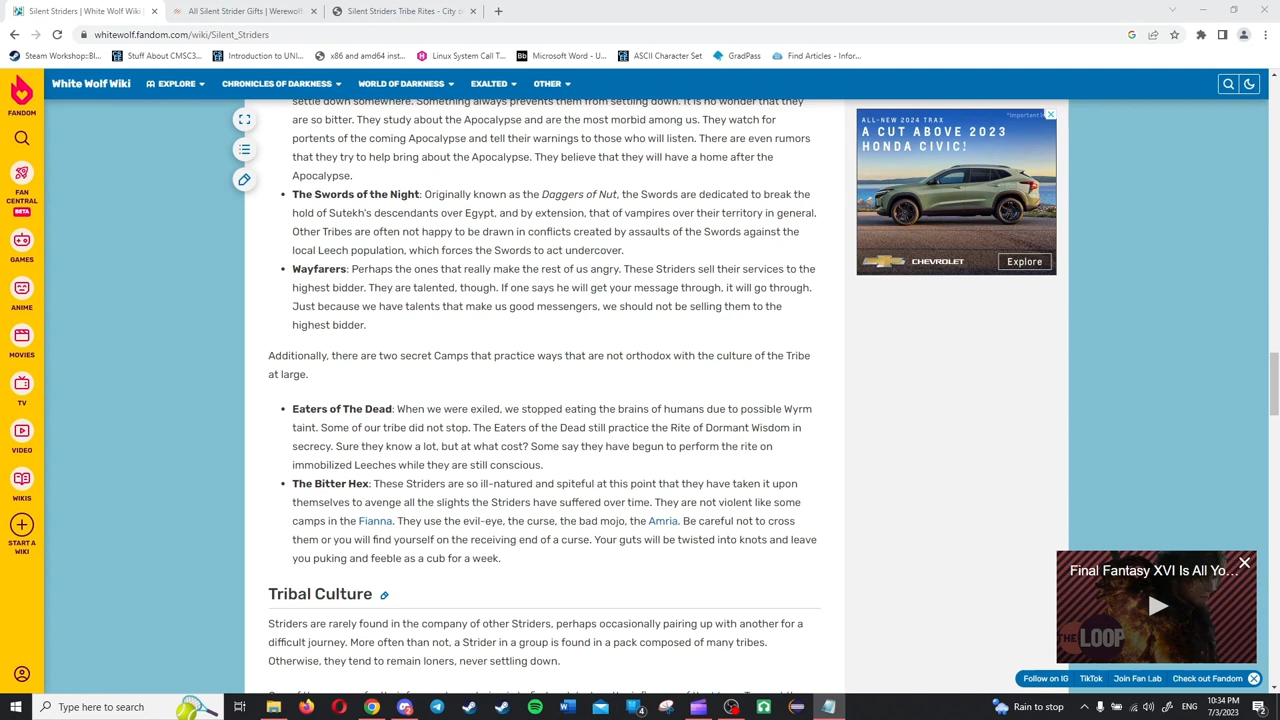 Silent Striders | White Wolf Wiki |
All Silent Strider Gifts | Werewolf
Silent Striders Tribe Rites - City o
whitewolf.fandom.com/wiki/Silent_Striders
Steam Workshop::Bl...
Stuff About CMSC3...
Introduction to UNI...
x86 and amd64 inst...
Linux System Call T...
Microsoft Word - U...
ASCII Character Set
GradPass
Find Articles - Infor...
FANDOM
White Wolf Wiki
EXPLORE
CHRONICLES OF DARKNESS
WORLD OF DARKNESS
EXALTED
OTHER
FAN
CENTRAL
BETA
GAMES
ANIME
MOVIES
TV
VIDEO
WIKIS
START A
WIKI
settle down somewhere. Something always prevents them from settling down. It is no wonder that they
are so bitter. They study about the Apocalypse and are the most morbid among us. They watch for
portents of the coming Apocalypse and tell their warnings to those who will listen. There are even rumors
that they try to help bring about the Apocalypse. They believe that they will have a home after the
Apocalypse.
• The Swords of the Night: Originally known as the Daggers of Nut, the Swords are dedicated to break the
hold of Sutekh's descendants over Egypt, and by extension, that of vampires over their territory in general.
Other Tribes are often not happy to be drawn in conflicts created by assaults of the Swords against the
local Leech population, which forces the Swords to act undercover.
• Wayfarers: Perhaps the ones that really make the rest of us angry. These Striders sell their services to the
highest bidder. They are talented, though. If one says he will get your message through, it will go through.
Just because we have talents that make us good messengers, we should not be selling them to the
highest bidder.
Additionally, there are two secret Camps that practice ways that are not orthodox with the culture of the Tribe
at large.
• Eaters of The Dead: When we were exiled, we stopped eating the brains of humans due to possible Wyrm
taint. Some of our tribe did not stop. The Eaters of the Dead still practice the Rite of Dormant Wisdom in
secrecy. Sure they know a lot, but at what cost? Some say they have begun to perform the rite on
immobilized Leeches while they are still conscious.
• The Bitter Hex: These Striders are so ill-natured and spiteful at this point that they have taken it upon
themselves to avenge all the slights the Striders have suffered over time. They are not violent like some
camps in the Fianna. They use the evil-eye, the curse, the bad mojo, the Amria. Be careful not to cross
them or you will find yourself on the receiving end of a curse. Your guts will be twisted into knots and leave
you puking and feeble as a cub for a week.
Tribal Culture
Striders are rarely found in the company of other Striders, perhaps occasionally pairing up with another for a
difficult journey. More often than not, a Strider in a group is found in a pack composed of many tribes.
Otherwise, they tend to remain loners, never settling down.
ALL-NEW 2024 TRAX
*Important
A CUT ABOVE 2023
HONDA CIVIC!
CHEVROLET
Explore
Final Fantasy XVI Is All Yo...
THE LOOP
Follow on IG
TikTok
Join Fan Lab
Check out Fandom
Type here to search
Rain to stop
ENG
10:34 PM
7/3/2023